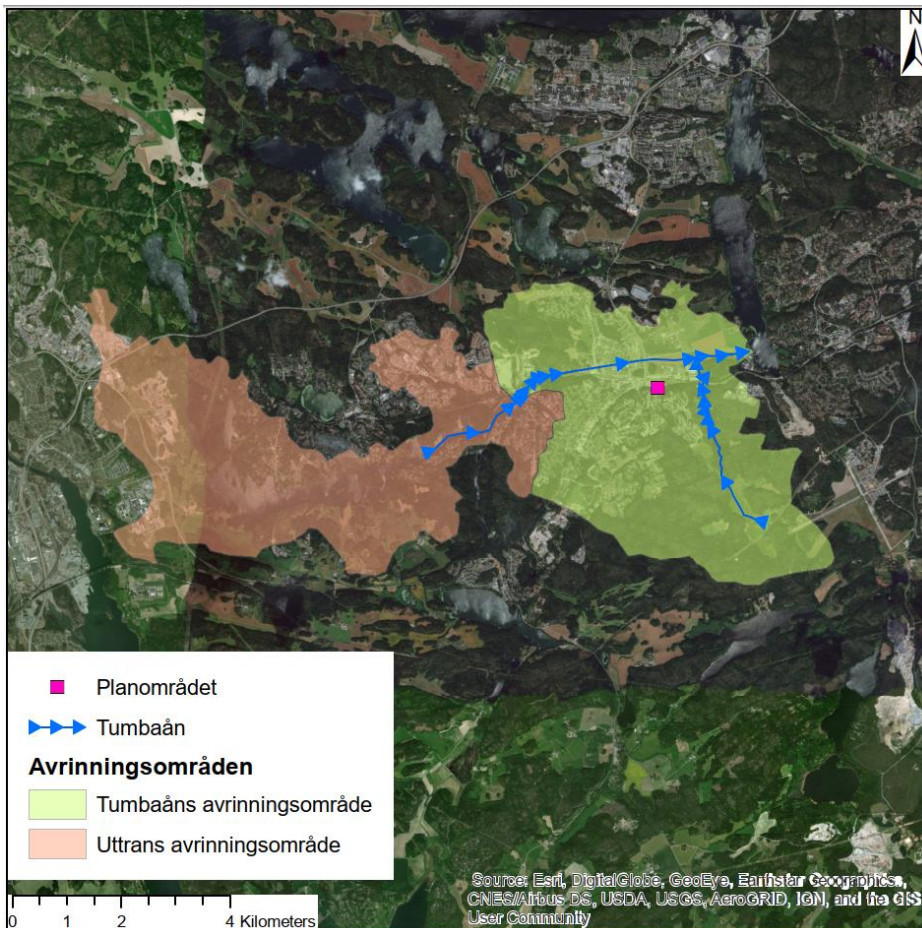 N
Planområdet
Tumbaån
Avrinningsområden
Tumbaåns avrinningsområde
Uttrans avrinningsområde
Source: Esri, DigitalGlobe, GeoEye, Earthstar Geographics,
CNES/Airbus DS, USDA, USGS, AeroGRID, IGN, and the GIS
User Community
0 1 2 4 Kilometers